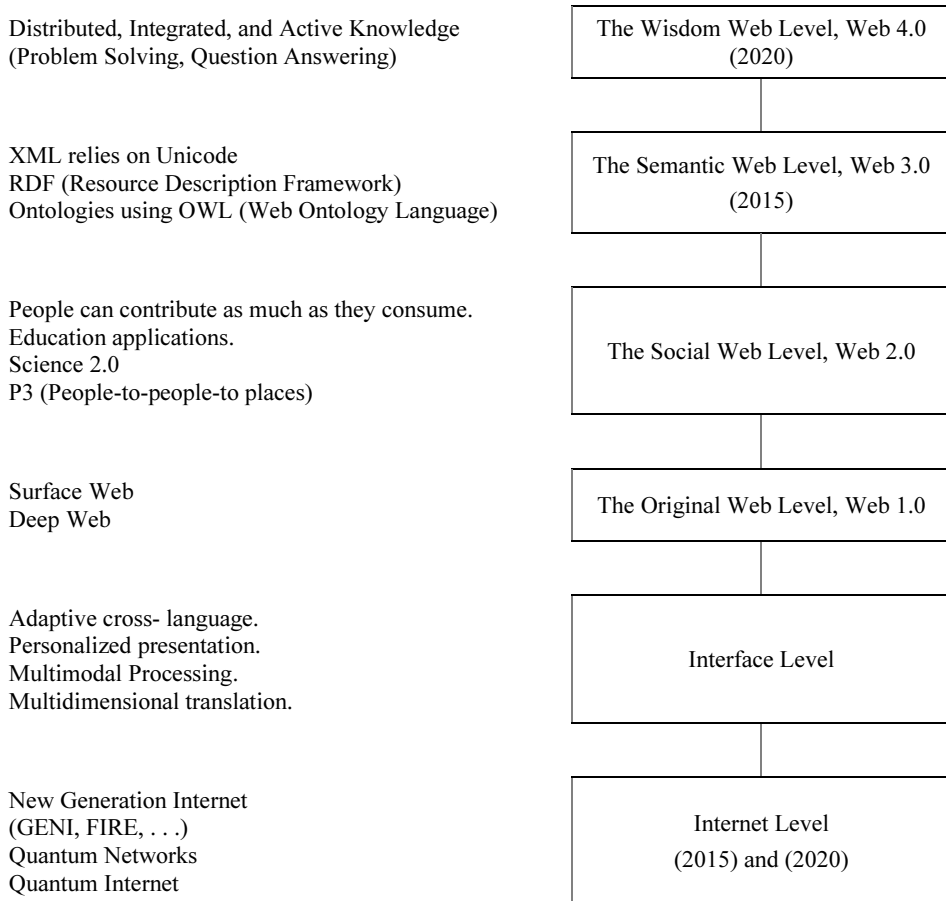 Distributed, Integrated, and Active Knowledge
(Problem Solving, Question Answering)
The Wisdom Web Level, Web 4.0
(2020)
XML relies on Unicode
RDF (Resource Description Framework)
Ontologies using OWL (Web Ontology Language)
The Semantic Web Level, Web 3.0
(2015)
People can contribute as much as they consume.
Education applications.
Science 2.0
P3 (People-to-people-to places)
The Social Web Level, Web 2.0
Surface Web
Deep Web
The Original Web Level, Web 1.0
Adaptive cross- language.
Personalized presentation.
Multimodal Processing.
Multidimensional translation.
Interface Level
New Generation Internet
(GENI, FIRE, . . .)
Quantum Networks
Quantum Internet
Internet Level
(2015) and (2020)